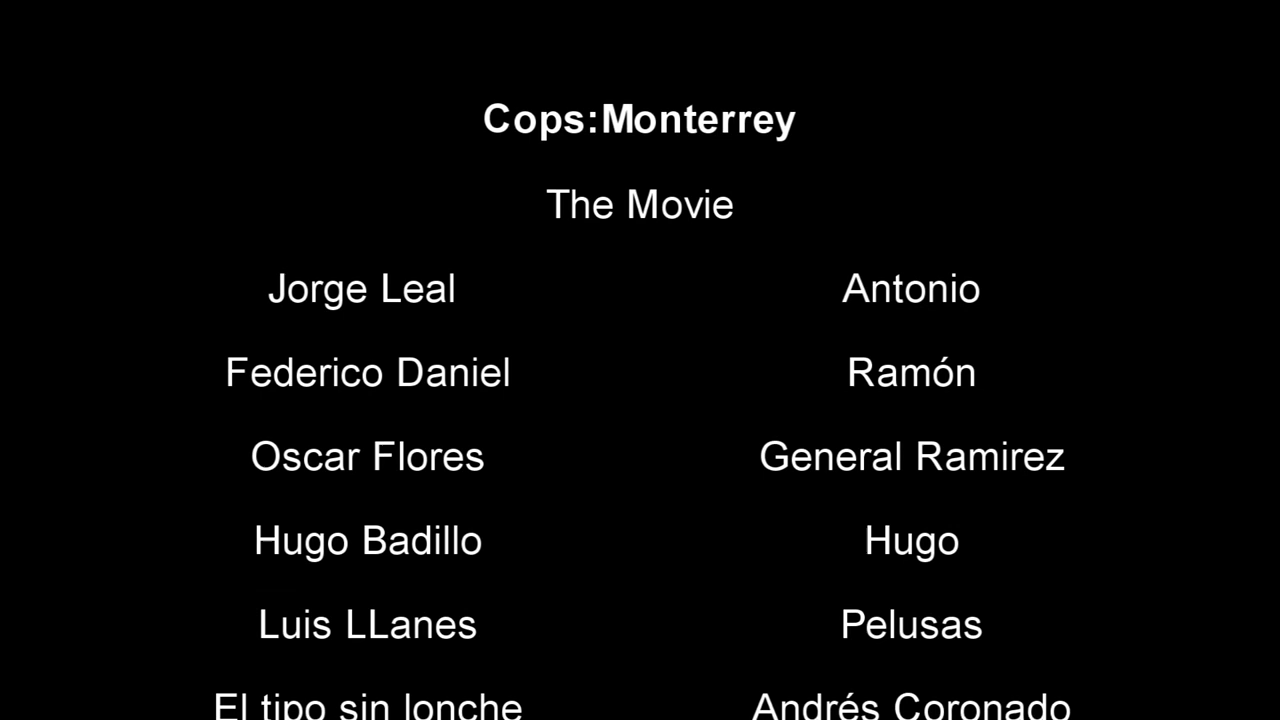 Cops:Monterrey
The Movie
Jorge Leal Antonio
Federico Daniel Ramón
Oscar Flores General Ramirez
Hugo Badillo Hugo
Luis LLanes Pelusas
El tipo sin lonche Andrés Coronado